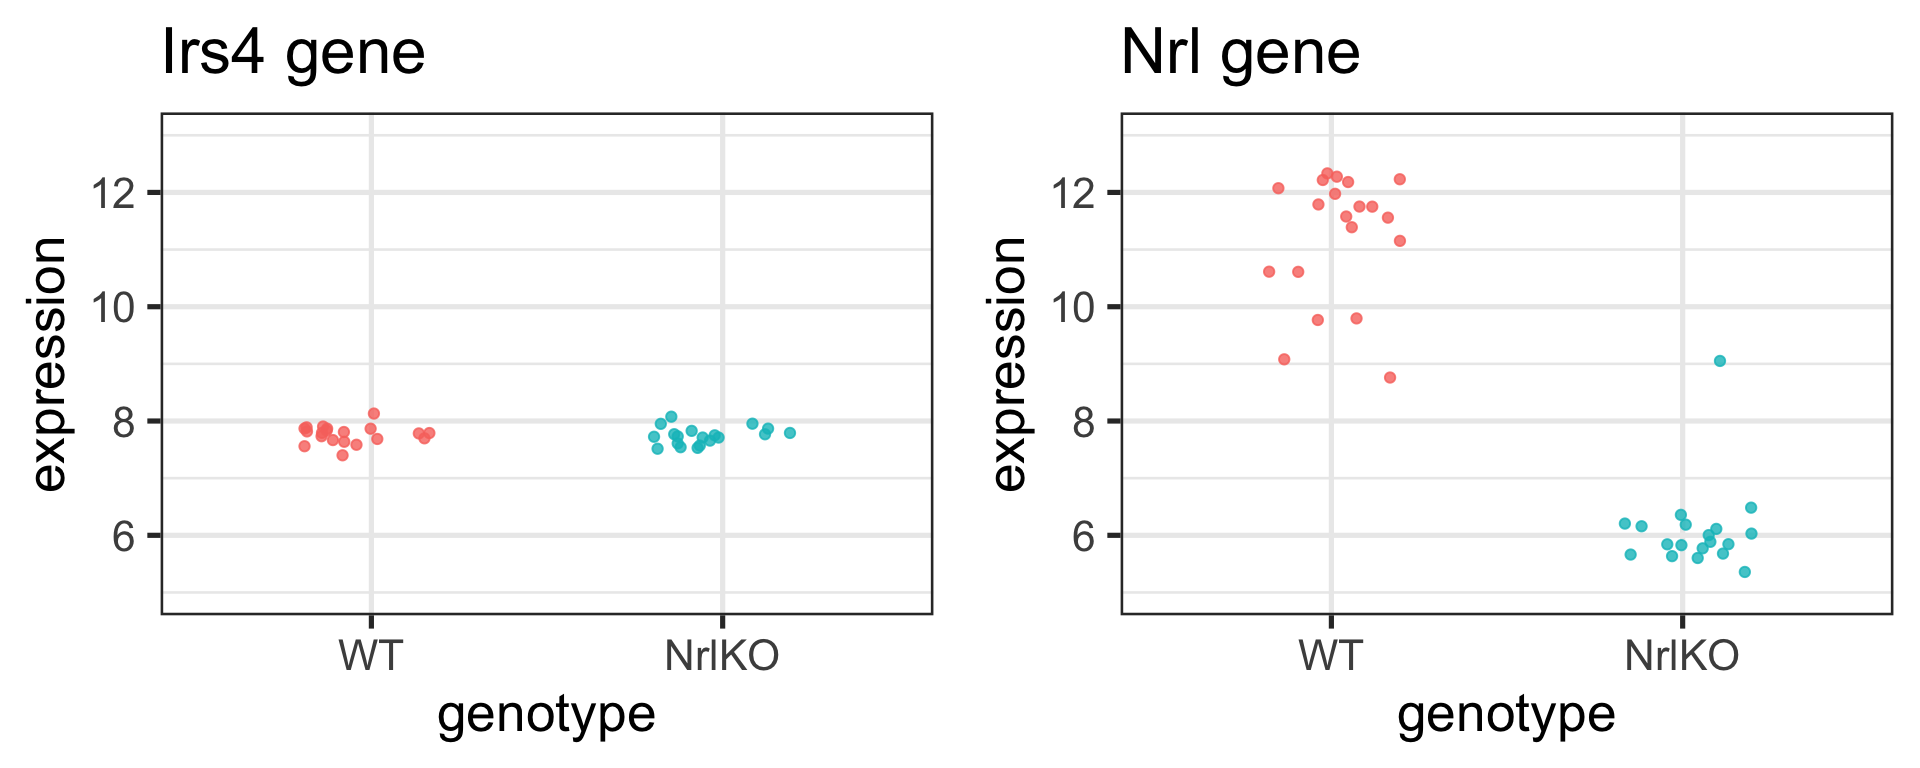 Irs4 gene
expression
12
10
8
6
WT
NrlKO
genotype
Nrl gene
expression
12
10
8
6
WT
NrlKO
genotype